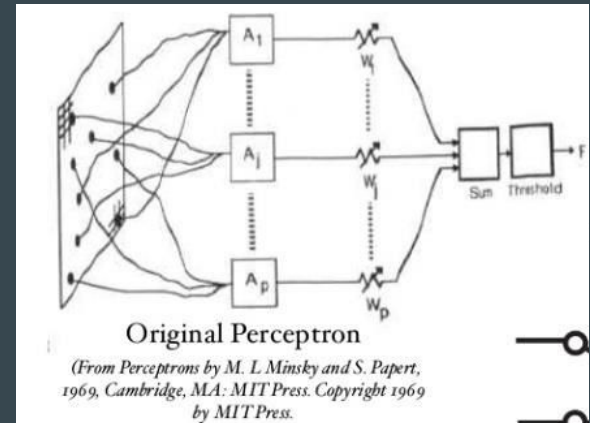 A1
Wi
Aj
Wj
Sum Threshold
F
Ap
Wp
Original Perceptron
(From Perceptrons by M. L Minsky and S. Papert,
1969, Cambridge, MA: MIT Press. Copyright 1969
by MIT Press.